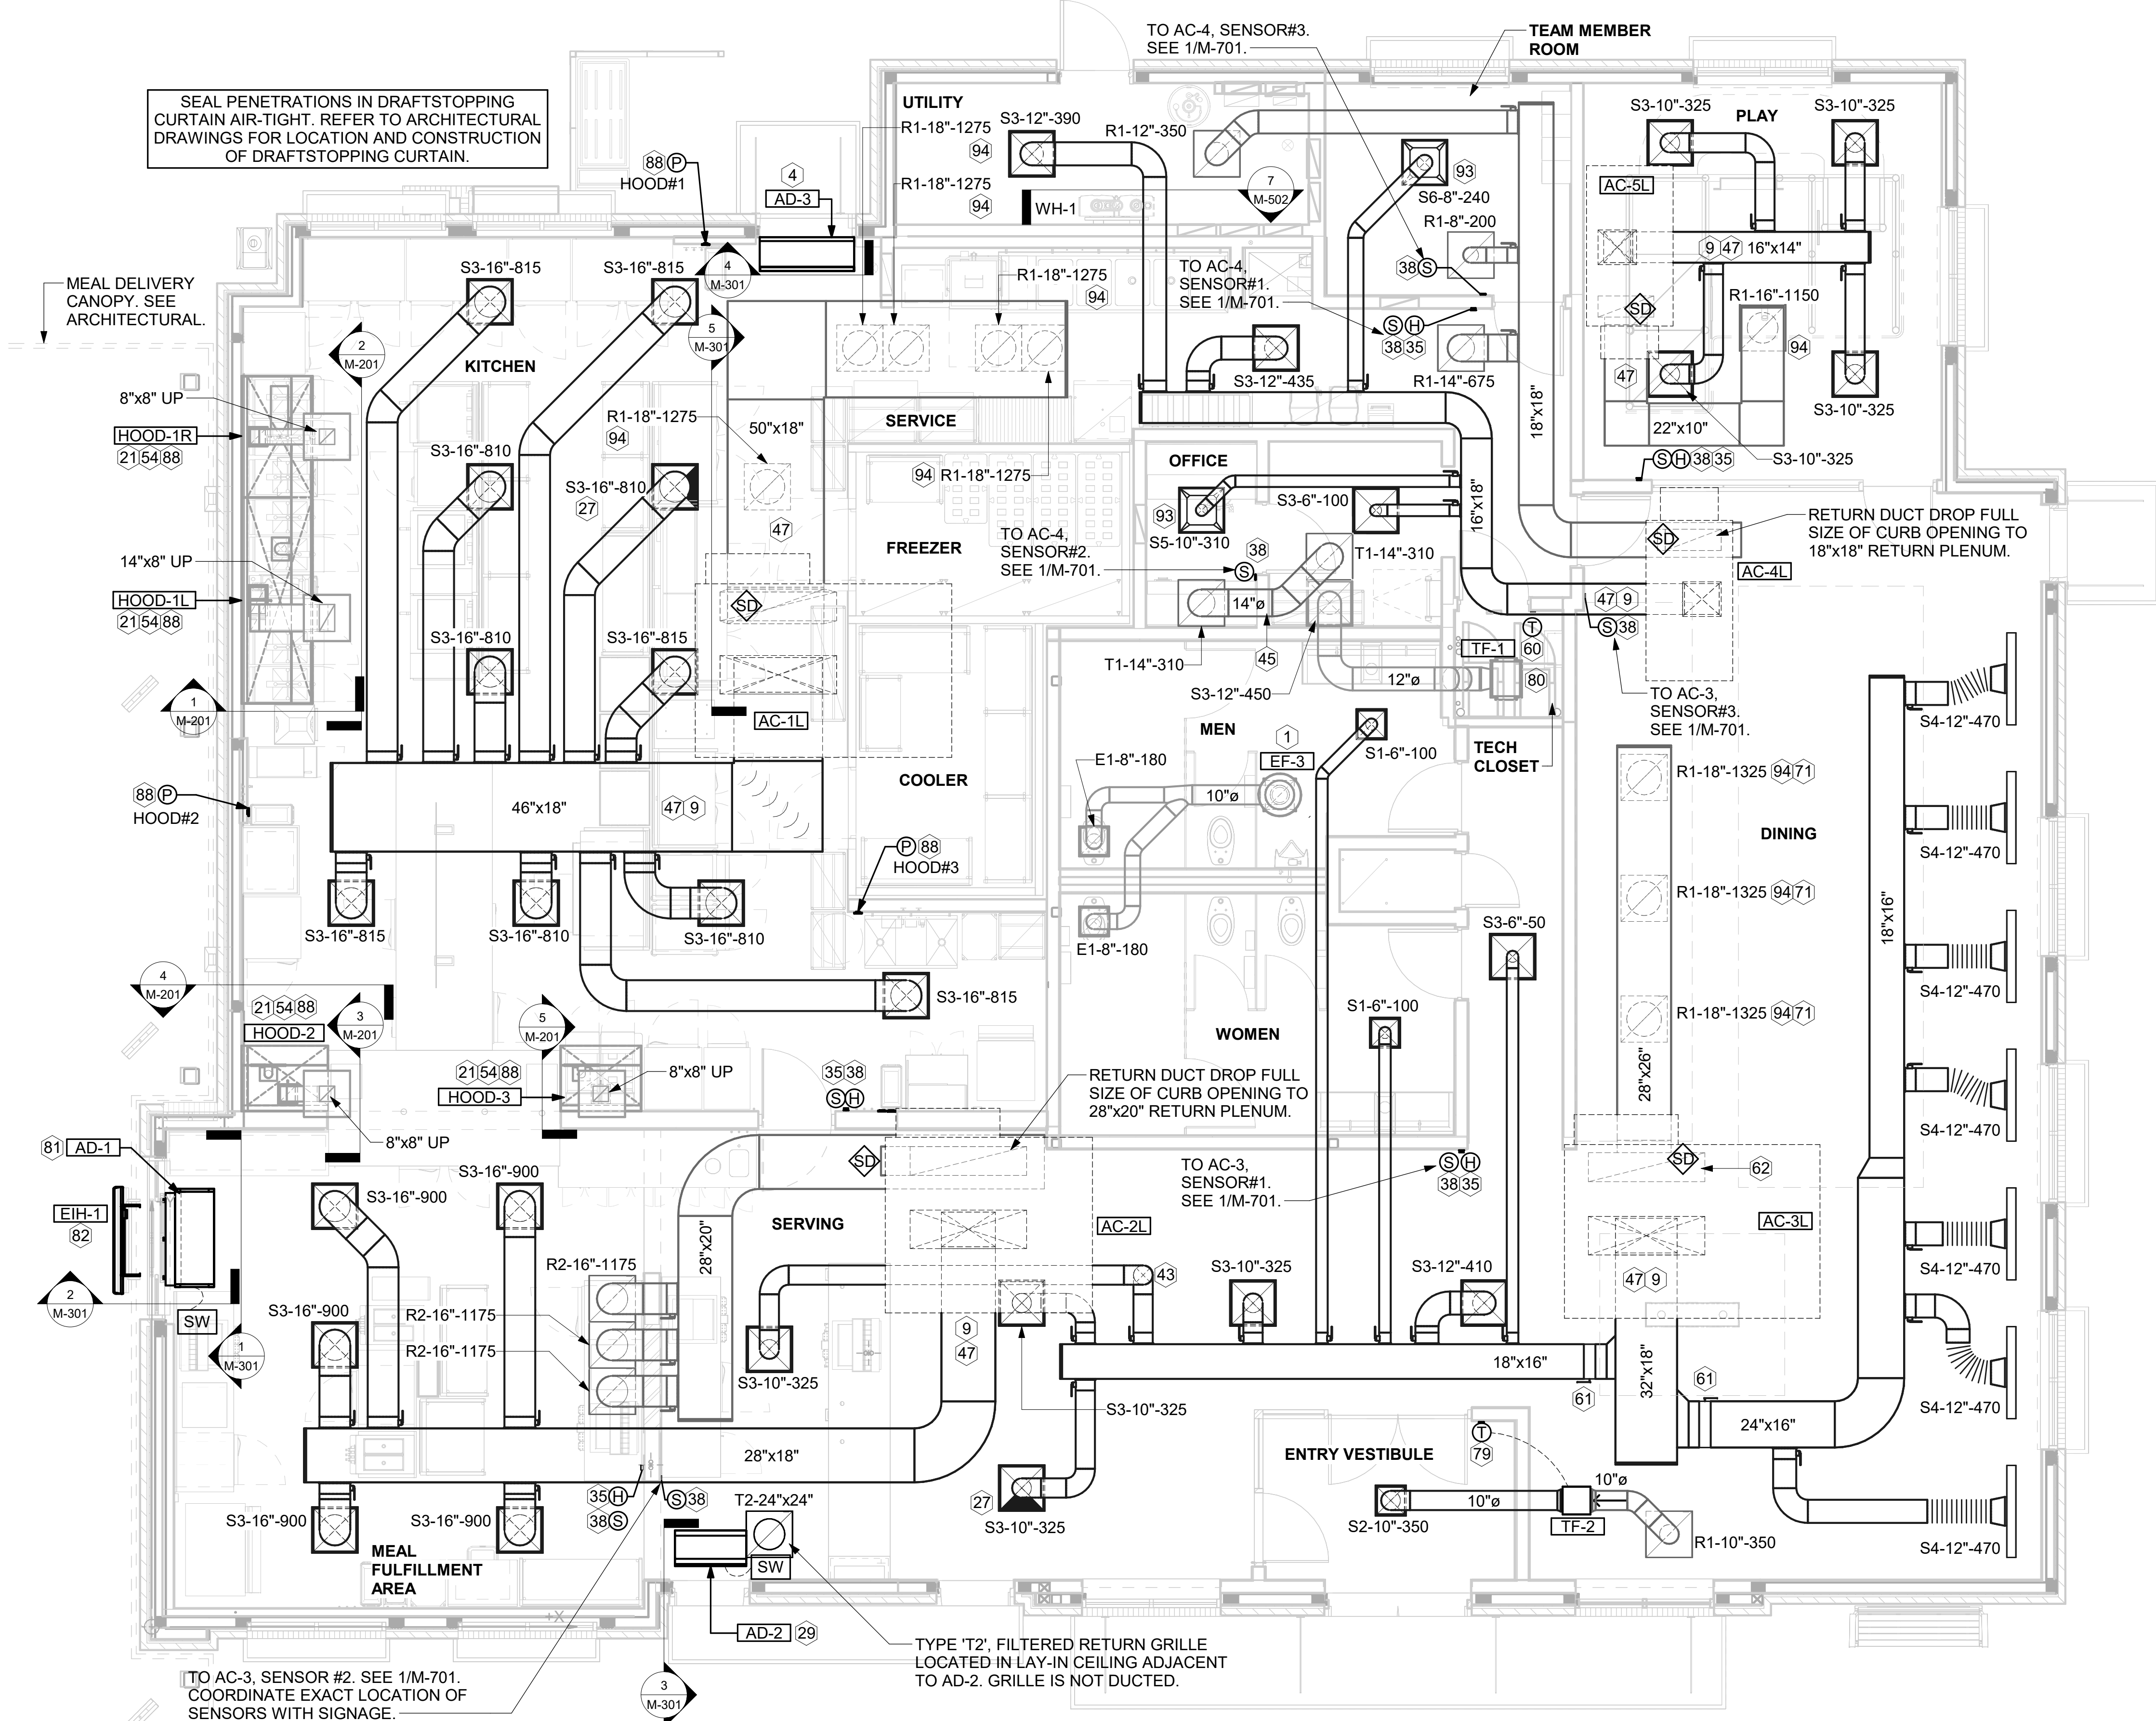 TO AC-4, SENSOR#3.
SEE 1/M-701.
TEAM MEMBER
ROOM
SEAL PENETRATIONS IN DRAFTSTOPPING
CURTAIN AIR-TIGHT. REFER TO ARCHITECTURAL
DRAWINGS FOR LOCATION AND CONSTRUCTION
OF DRAFTSTOPPING CURTAIN.
UTILITY
S3-12"-390
94
R1-18"-1275
94
R1-18"-1275
94
R1-12"-350
WH-1
7
M-502
93
S6-8"-240
R1-8"-200
38 S
S3-10"-325
S3-10"-325
PLAY
AC-5L
9 47 16"x14"
SD
R1-16"-1150
94
47
22"x10"
S3-10"-325
S3-10"-325
S H 38 35
88 P
HOOD#1
4
AD-3
4
M-301
5
M-301
MEAL DELIVERY
CANOPY. SEE
ARCHITECTURAL.
S3-16"-815
S3-16"-815
2
M-201
KITCHEN
R1-18"-1275
94
TO AC-4,
SENSOR#1.
SEE 1/M-701.
S H
38 35
S3-12"-435
R1-14"-675
18"x18"
8"x8" UP
HOOD-1R
21 54 88
R1-18"-1275
94
50"x18"
SERVICE
S3-16"-810
S3-16"-810
27
94 R1-18"-1275
47
OFFICE
S3-6"-100
16"x18"
93
S5-10"-310
T1-14"-310
RETURN DUCT DROP FULL
SIZE OF CURB OPENING TO
18"x18" RETURN PLENUM.
SD
AC-4L
FREEZER
TO AC-4,
SENSOR#2.
SEE 1/M-701.
38
S
14"ø
45
14"x8" UP
HOOD-1L
21 54 88
SD
S3-16"-810
S3-16"-815
T1-14"-310
S3-12"-450
12"ø
TF-1
T
60
80
47 9
S 38
TO AC-3,
SENSOR#3.
SEE 1/M-701.
1
M-201
AC-1L
MEN
S1-6"-100
TECH
CLOSET
S4-12"-470
1
EF-3
E1-8"-180
10"ø
COOLER
R1-18"-1325 94 71
88 P
HOOD#2
46"x18"
47 9
P 88
HOOD#3
DINING
S4-12"-470
R1-18"-1325 94 71
18"x16"
S3-16"-815
S3-16"-810
S3-16"-810
E1-8"-180
S3-6"-50
S4-12"-470
4
M-201
S3-16"-815
S1-6"-100
R1-18"-1325 94 71
21 54 88
HOOD-2
3
M-201
5
M-201
WOMEN
28"x26"
21 54 88
HOOD-3
8"x8" UP
35 38
S H
RETURN DUCT DROP FULL
SIZE OF CURB OPENING TO
28"x20" RETURN PLENUM.
S4-12"-470
8"x8" UP
81 AD-1
SD
TO AC-3,
SENSOR#1.
SEE 1/M-701.
S H
38 35
SD
62
S3-16"-900
S3-16"-900
EIH-1
82
SERVING
28"x20"
AC-2L
AC-3L
S4-12"-470
R2-16"-1175
43
S3-10"-325
S3-12"-410
47 9
2
M-301
SW
S3-16"-900
R2-16"-1175
R2-16"-1175
9
47
1
M-301
S3-10"-325
18"x16"
32"x18"
61
61
S3-10"-325
24"x16"
S4-12"-470
28"x18"
ENTRY VESTIBULE
T
79
35 H
38 S
S 38
27
S3-10"-325
10"ø
S2-10"-350
TF-2
10"ø
R1-10"-350
S4-12"-470
S3-16"-900
S3-16"-900
T2-24"x24"
MEAL
FULFILLMENT
AREA
SW
+X
AD-2 29
TYPE 'T2', FILTERED RETURN GRILLE
LOCATED IN LAY-IN CEILING ADJACENT
TO AD-2. GRILLE IS NOT DUCTED.
TO AC-3, SENSOR #2. SEE 1/M-701.
COORDINATE EXACT LOCATION OF
SENSORS WITH SIGNAGE.
3
M-301